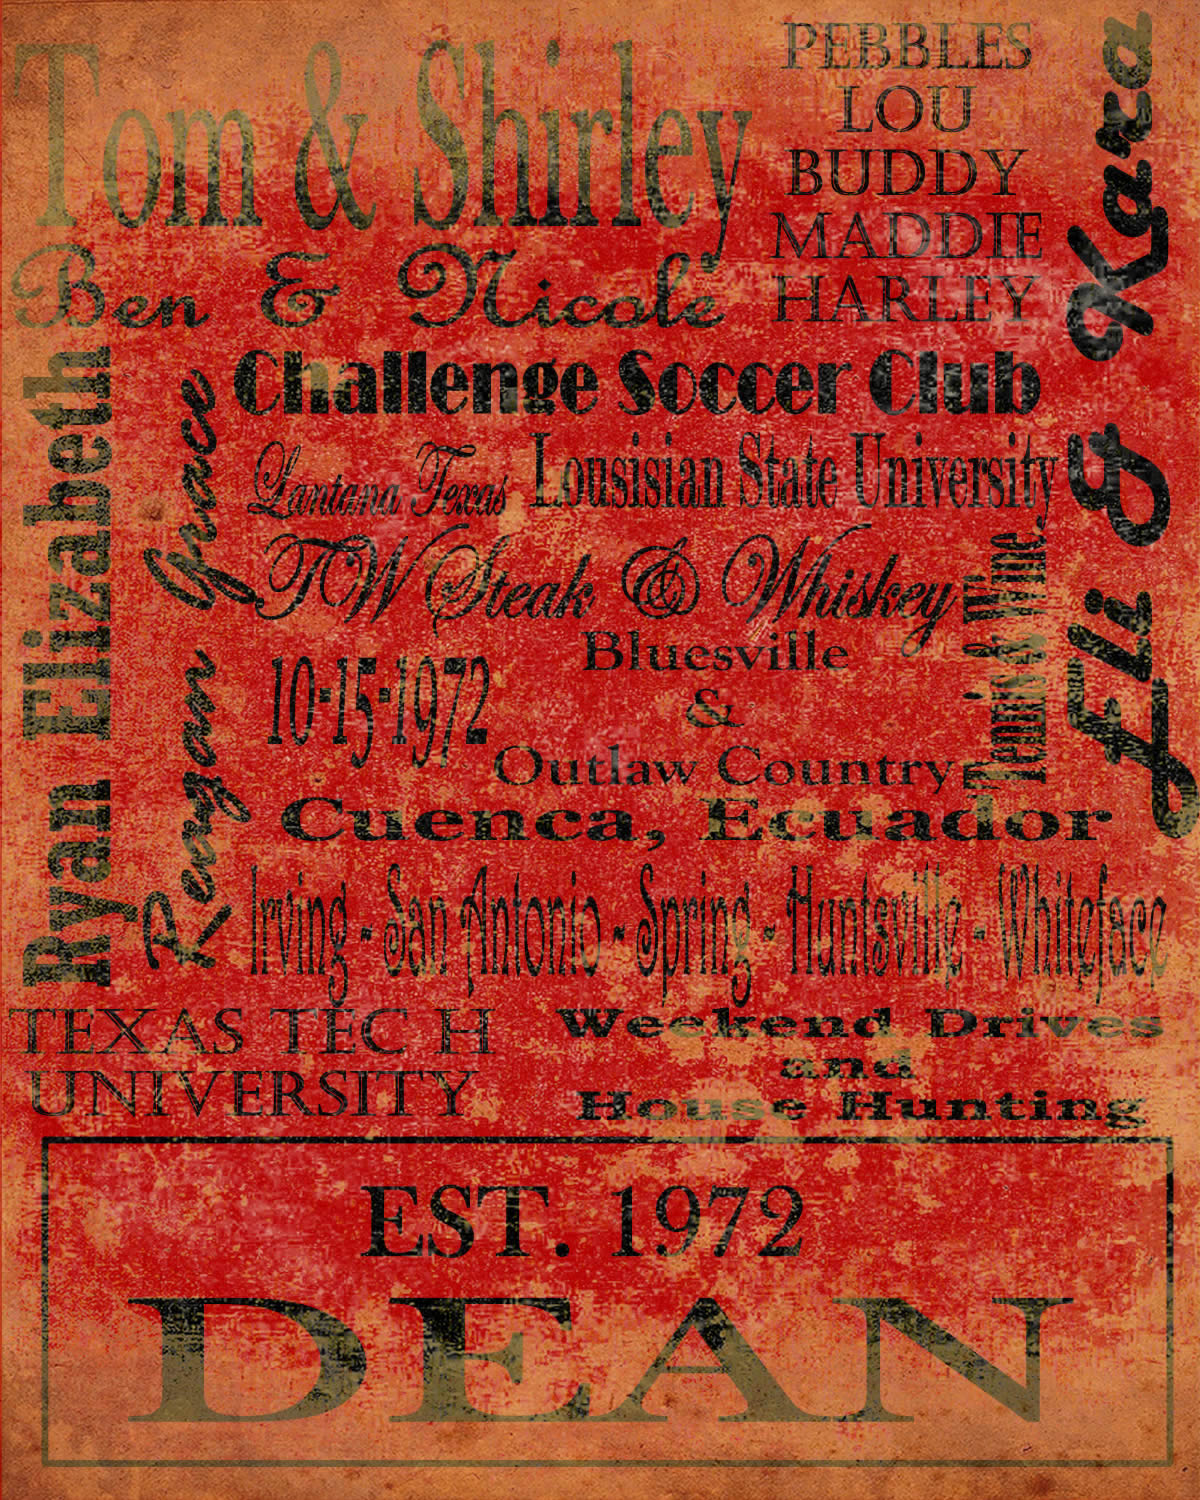 Tom & Shirley
PEBBLES
LOU
BUDDY
MADDIE
HARLEY
Eli & Kara
Ben & Nicole
Ryan Elizabeth
Reagan Grace
Challenge Soccer Club
Lantana Texas
Lousisian State University
TW Steak & Whiskey
Tennis & Wine
10-15-1972
Bluesville
&
Outlaw Country
Cuenca, Ecuador
Irving - San Antonio - Spring - Huntsville - Whiteface
TEXAS TEC H
UNIVERSITY
Weekend Drives
and
House Hunting
EST. 1972
DEAN